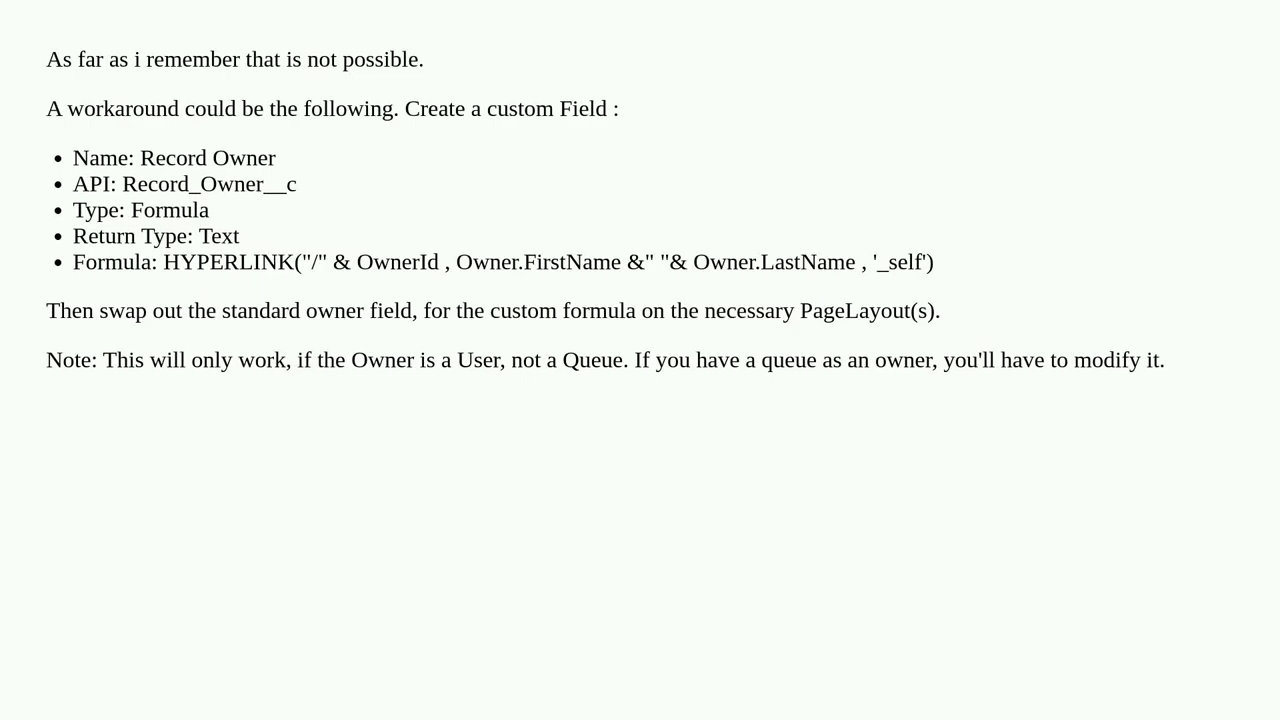 As far as i remember that is not possible.
A workaround could be the following. Create a custom Field :
• Name: Record Owner
• API: Record_Owner__c
• Type: Formula
• Return Type: Text
• Formula: HYPERLINK("/" & OwnerId , Owner.FirstName &" "& Owner.LastName , '_self')
Then swap out the standard owner field, for the custom formula on the necessary PageLayout(s).
Note: This will only work, if the Owner is a User, not a Queue. If you have a queue as an owner, you'll have to modify it.